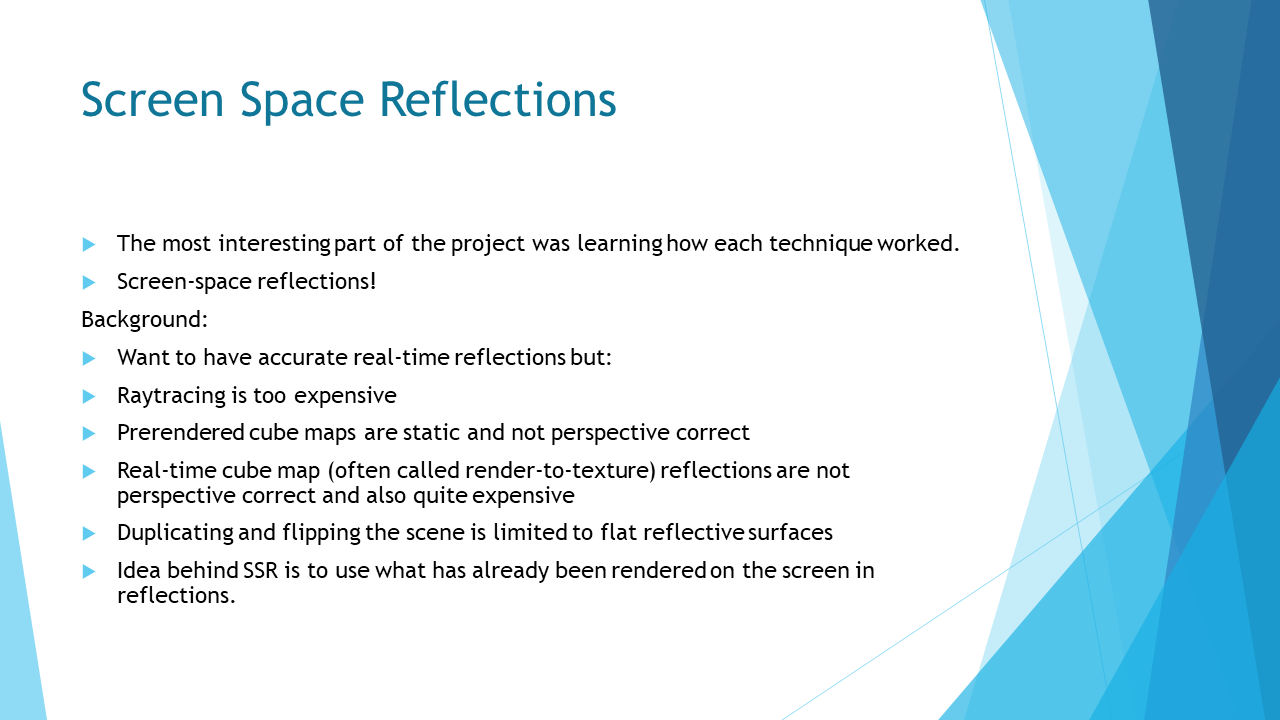 Screen Space Reflections
The most interesting part of the project was learning how each technique worked.
Screen-space reflections!
Background:
Want to have accurate real-time reflections but:
Raytracing is too expensive
Prerendered cube maps are static and not perspective correct
Real-time cube map (often called render-to-texture) reflections are not
perspective correct and also quite expensive
Duplicating and flipping the scene is limited to flat reflective surfaces
Idea behind SSR is to use what has already been rendered on the screen in
reflections.